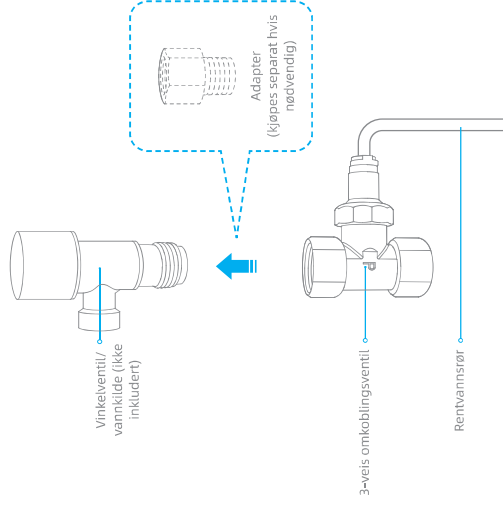 Adapter
(kjøpes separat hvis
nødvendig)
Vinkelventil/
vannkilde (ikke
inkludert)
3-veis omkoblingsventil
Rentvannsrør